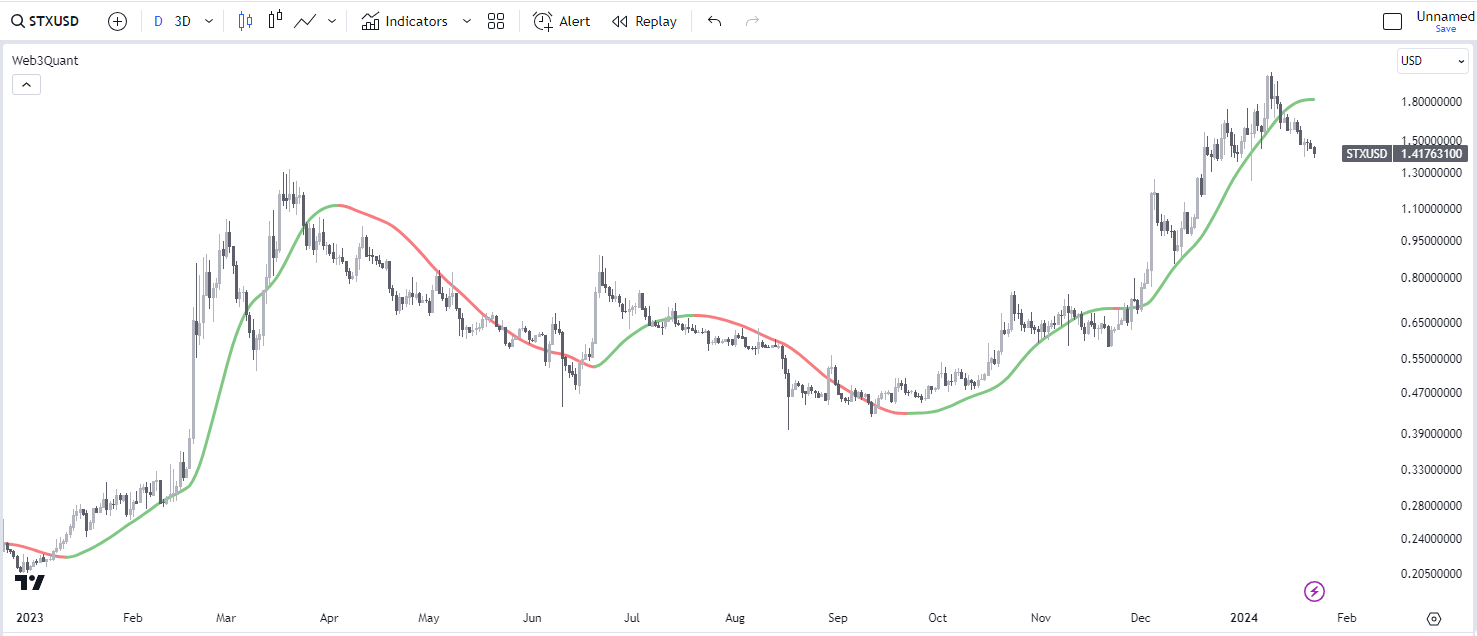 STXUSD D 3D Indicators Alert Replay Unnamed
Save
Web3Quant
USD
1.80000000
1.50000000
STXUSD 1.41763100
1.30000000
1.10000000
0.95000000
0.80000000
0.65000000
0.55000000
0.47000000
0.39000000
0.33000000
0.28000000
0.24000000
0.20500000
2023 Feb Mar Apr May Jun Jul Aug Sep Oct Nov Dec 2024 Feb